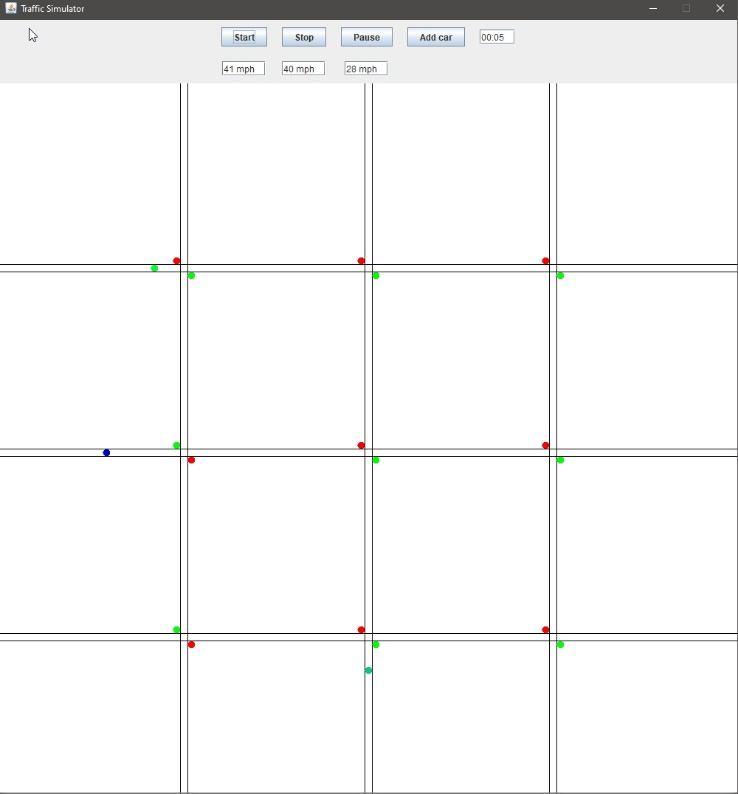 Traffic Simulator
Start Stop Pause Add car 00:05
41 mph 40 mph 28 mph